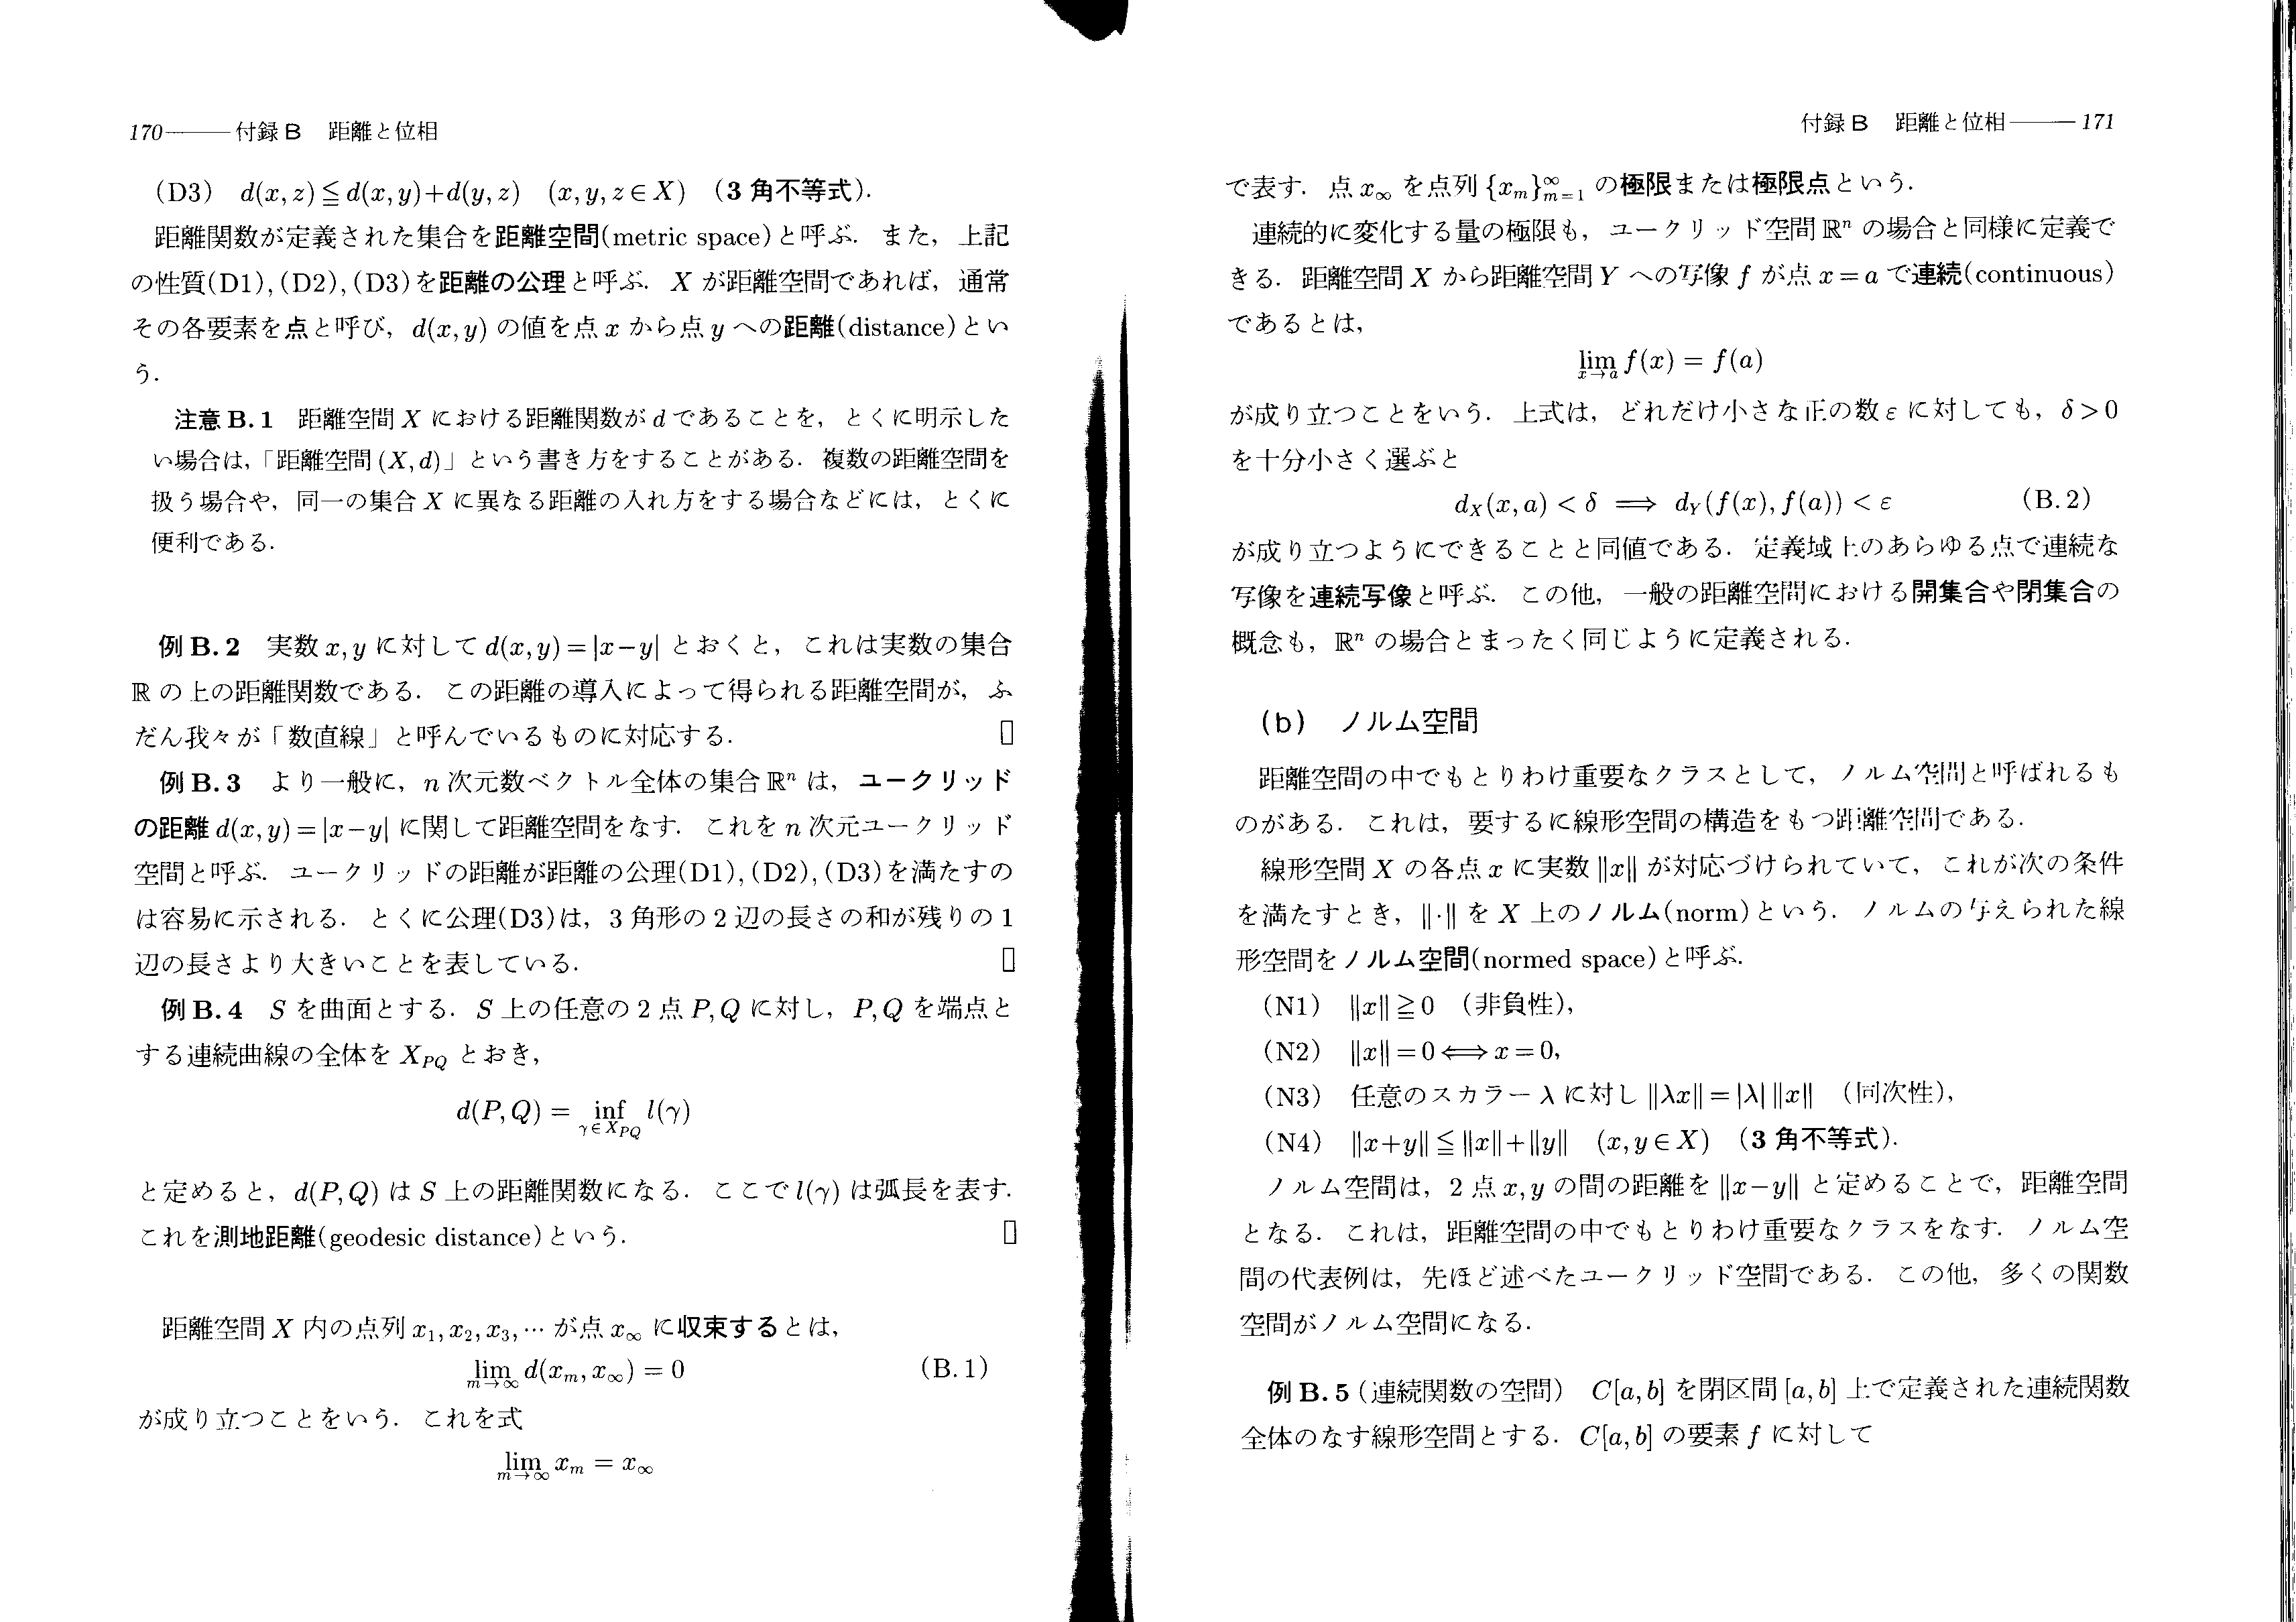 170――付録B 距離と位相
(D3) d(x, z)≦d(x, y)+d(y, z) (x, y, z∈X) (3角不等式).
距離関数が定義された集合を距離空間(metric space)と呼ぶ. また, 上記
の性質(D1), (D2), (D3)を距離の公理と呼ぶ. X が距離空間であれば, 通常
その各要素を点と呼び, d(x, y) の値を点 x から点 y への距離(distance)とい
う.
注意 B.1 距離空間 X における距離関数が d であることを, とくに明示した
い場合は,「距離空間 (X, d)」という書き方をすることがある. 複数の距離空間を
扱う場合や, 同一の集合 X に異なる距離の入れ方をする場合などには, とくに
便利である.
例 B.2 実数 x, y に対して d(x, y)=|x−y| とおくと, これは実数の集合
ℝ の上の距離関数である. この距離の導入によって得られる距離空間が, ふ
だん我々が「数直線」と呼んでいるものに対応する. ▯
例 B.3 より一般に, n 次元数ベクトル全体の集合 ℝⁿ は, ユークリッド
の距離 d(x, y)=|x−y| に関して距離空間をなす. これを n 次元ユークリッド
空間と呼ぶ. ユークリッドの距離が距離の公理(D1), (D2), (D3)を満たすの
は容易に示される. とくに公理(D3)は, 3角形の2辺の長さの和が残りの1
辺の長さより大きいことを表している. ▯
例 B.4 S を曲面とする. S 上の任意の2点 P, Q に対し, P, Q を端点と
する連続曲線の全体を X_{PQ} とおき,
d(P, Q) = inf_{γ∈X_{PQ}} l(γ)
と定めると, d(P, Q) は S 上の距離関数になる. ここで l(γ) は弧長を表す.
これを測地距離(geodesic distance)という. ▯
距離空間 X 内の点列 x₁, x₂, x₃, ⋯ が点 x_∞ に収束するとは,
lim_{m→∞} d(x_m, x_∞) = 0 (B.1)
が成り立つことをいう. これを式
lim_{m→∞} x_m = x_∞
付録B 距離と位相――171
で表す. 点 x_∞ を点列 {x_m}_{m=1}^∞ の極限または極限点という.
連続的に変化する量の極限も, ユークリッド空間 ℝⁿ の場合と同様に定義で
きる. 距離空間 X から距離空間 Y への写像 f が点 x=a で連続(continuous)
であるとは,
lim_{x→a} f(x) = f(a)
が成り立つことをいう. 上式は, どれだけ小さな正の数 ε に対しても, δ>0
を十分小さく選ぶと
d_X(x, a) < δ ⟹ d_Y(f(x), f(a)) < ε (B.2)
が成り立つようにできることと同値である. 定義域上のあらゆる点で連続な
写像を連続写像と呼ぶ. この他, 一般の距離空間における開集合や閉集合の
概念も, ℝⁿ の場合とまったく同じように定義される.
(b) ノルム空間
距離空間の中でもとりわけ重要なクラスとして, ノルム空間と呼ばれるも
のがある. これは, 要するに線形空間の構造をもつ距離空間である.
線形空間 X の各点 x に実数 ‖x‖ が対応づけられていて, これが次の条件
を満たすとき, ‖·‖ を X 上のノルム(norm)という. ノルムの与えられた線
形空間をノルム空間(normed space)と呼ぶ.
(N1) ‖x‖≧0 (非負性),
(N2) ‖x‖=0⟺x=0,
(N3) 任意のスカラー λ に対し ‖λx‖=|λ|‖x‖ (同次性),
(N4) ‖x+y‖≦‖x‖+‖y‖ (x, y∈X) (3角不等式).
ノルム空間は, 2点 x, y の間の距離を ‖x−y‖ と定めることで, 距離空間
となる. これは, 距離空間の中でもとりわけ重要なクラスをなす. ノルム空
間の代表例は, 先ほど述べたユークリッド空間である. この他, 多くの関数
空間がノルム空間になる.
例 B.5 (連続関数の空間) C[a, b] を閉区間 [a, b] 上で定義された連続関数
全体のなす線形空間とする. C[a, b] の要素 f に対して